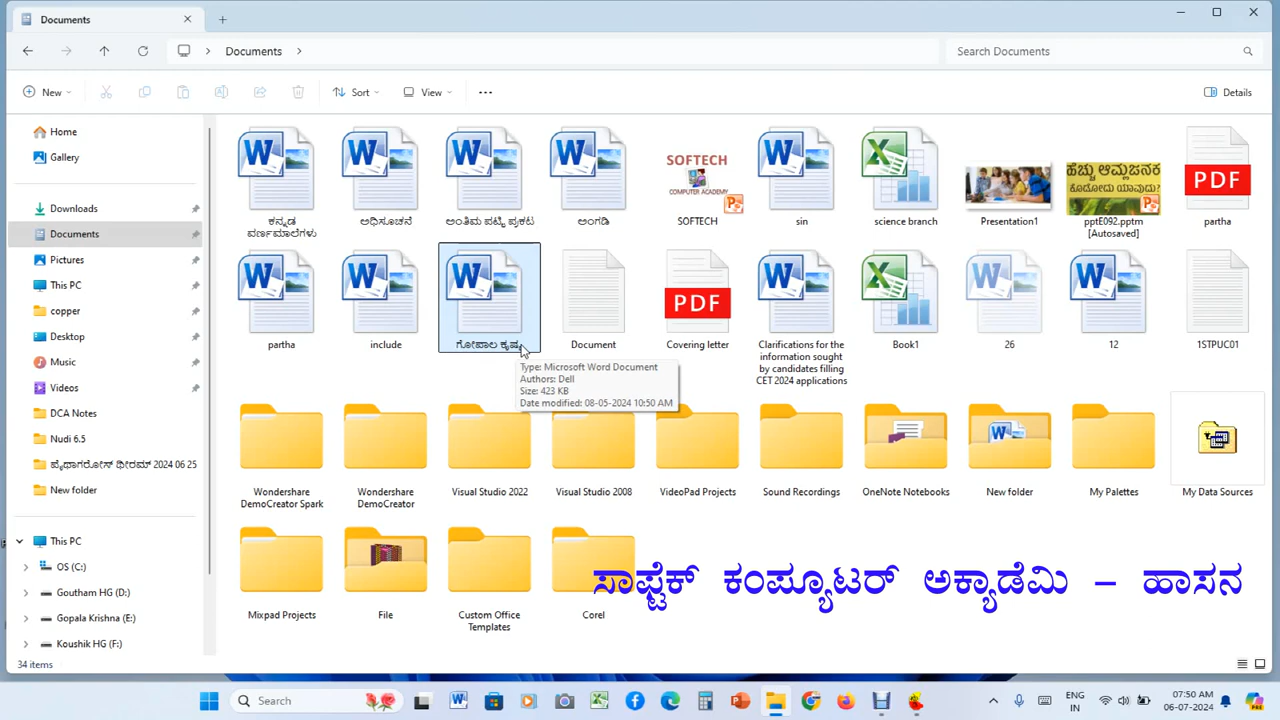 Documents
Documents
Search Documents
New
Sort
View
Details
Home
Gallery
Downloads
Documents
Pictures
This PC
copper
Desktop
Music
Videos
DCA Notes
Nudi 6.5
ಪೈಥಾಗರೋಸ್ ಥೀರಮ್ 2024 06 25
New folder
This PC
OS (C:)
Goutham HG (D:)
Gopala Krishna (E:)
Koushik HG (F:)
34 items
ಕನ್ನಡ ವರ್ಣಮಾಲೆಗಳು
ಅಧಿಸೂಚನೆ
ಅಂತಿಮ ಪಟ್ಟಿ ಪ್ರಕಟ
ಅಂಗಡಿ
SOFTECH
COMPUTER ACADEMY
SOFTECH
sin
science branch
Presentation1
ಹೆಚ್ಚು ಆಮ್ಲಜನಕ
ಕೊಡೋದು ಯಾವುದು?
pptE092.pptm
[Autosaved]
PDF
partha
partha
include
ಗೋಪಾಲ ಕೃಷ್ಣ
Document
PDF
Covering letter
Clarifications for the
information sought
by candidates filling
CET 2024 applications
Book1
26
12
1STPUC01
Type: Microsoft Word Document
Authors: Dell
Size: 423 KB
Date modified: 08-05-2024 10:50 AM
Wondershare
DemoCreator Spark
Wondershare
DemoCreator
Visual Studio 2022
Visual Studio 2008
VideoPad Projects
Sound Recordings
OneNote Notebooks
New folder
My Palettes
My Data Sources
Mixpad Projects
File
Custom Office
Templates
Corel
ಸಾಫ್ಟೆಕ್ ಕಂಪ್ಯೂಟರ್ ಅಕ್ಯಾಡೆಮಿ – ಹಾಸನ
Search
ENG
IN
07:50 AM
06-07-2024